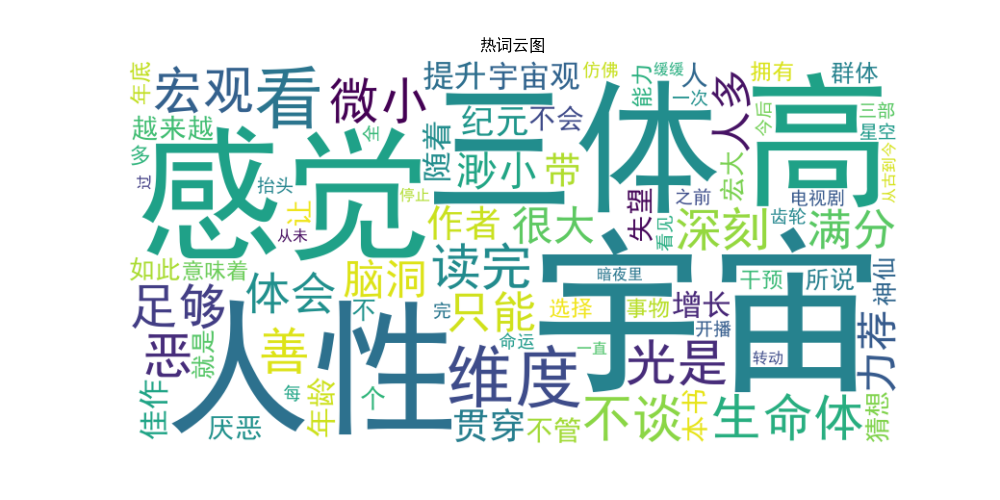 热词云图
年底
宏观
看
微小
提升
宇宙观
仿佛
能力
缓缓
人
一次
人多
拥有
群体
三体
高
今后
三部
星空
越来越
多
全
随着
纪元
不会
从古到今
过
感觉
抬头
停止
渺小
带
宏大
失望
之前
电视剧
从未
让
作者
很大
看见
深刻
齿轮
满分
如此
意味着
体会
脑洞
读完
宇宙
暗夜里
干预
所说
神仙
足够
不
完
只能
选择
事物
增长
开播
力荐
恶
就是
人性
善
命运
一直
光是
转动
维度
佳作
厌恶
每
年龄
个
贯穿
不管
不谈
本书
生命体
猜想